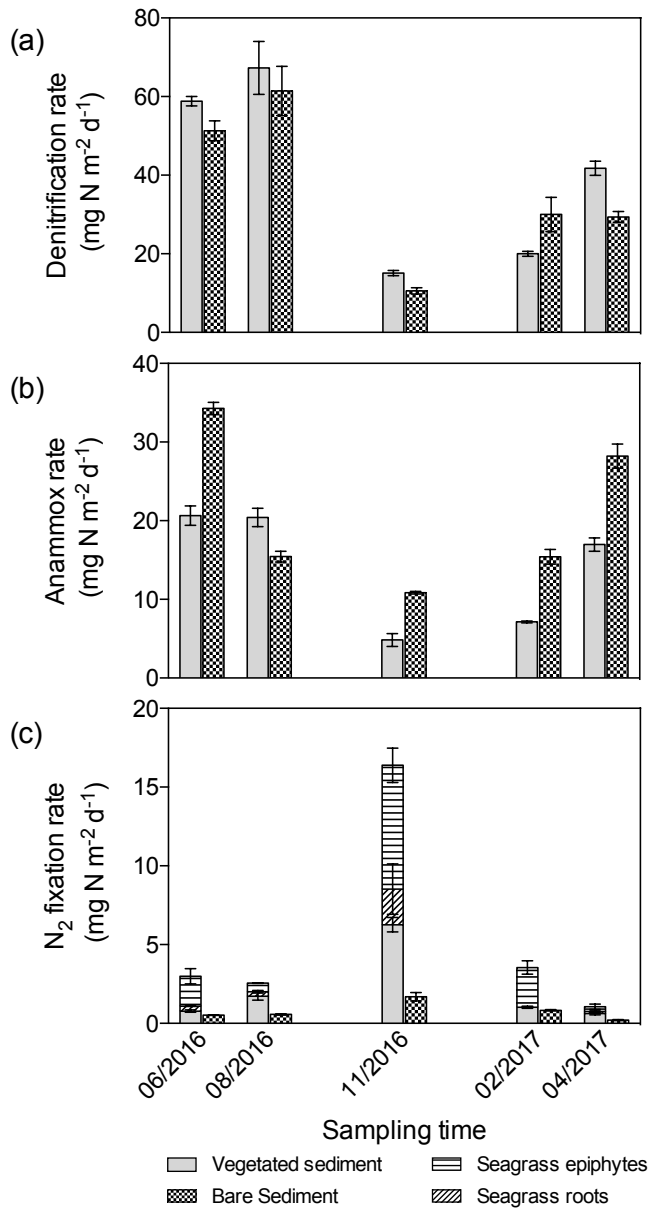 (a)
Denitrification rate
(mg N m⁻² d⁻¹)
80
60
40
20
0
(b)
Anammox rate
(mg N m⁻² d⁻¹)
40
30
20
10
0
(c)
N₂ fixation rate
(mg N m⁻² d⁻¹)
20
15
10
5
0
06/2016
08/2016
11/2016
02/2017
04/2017
Sampling time
Vegetated sediment
Seagrass epiphytes
Bare Sediment
Seagrass roots